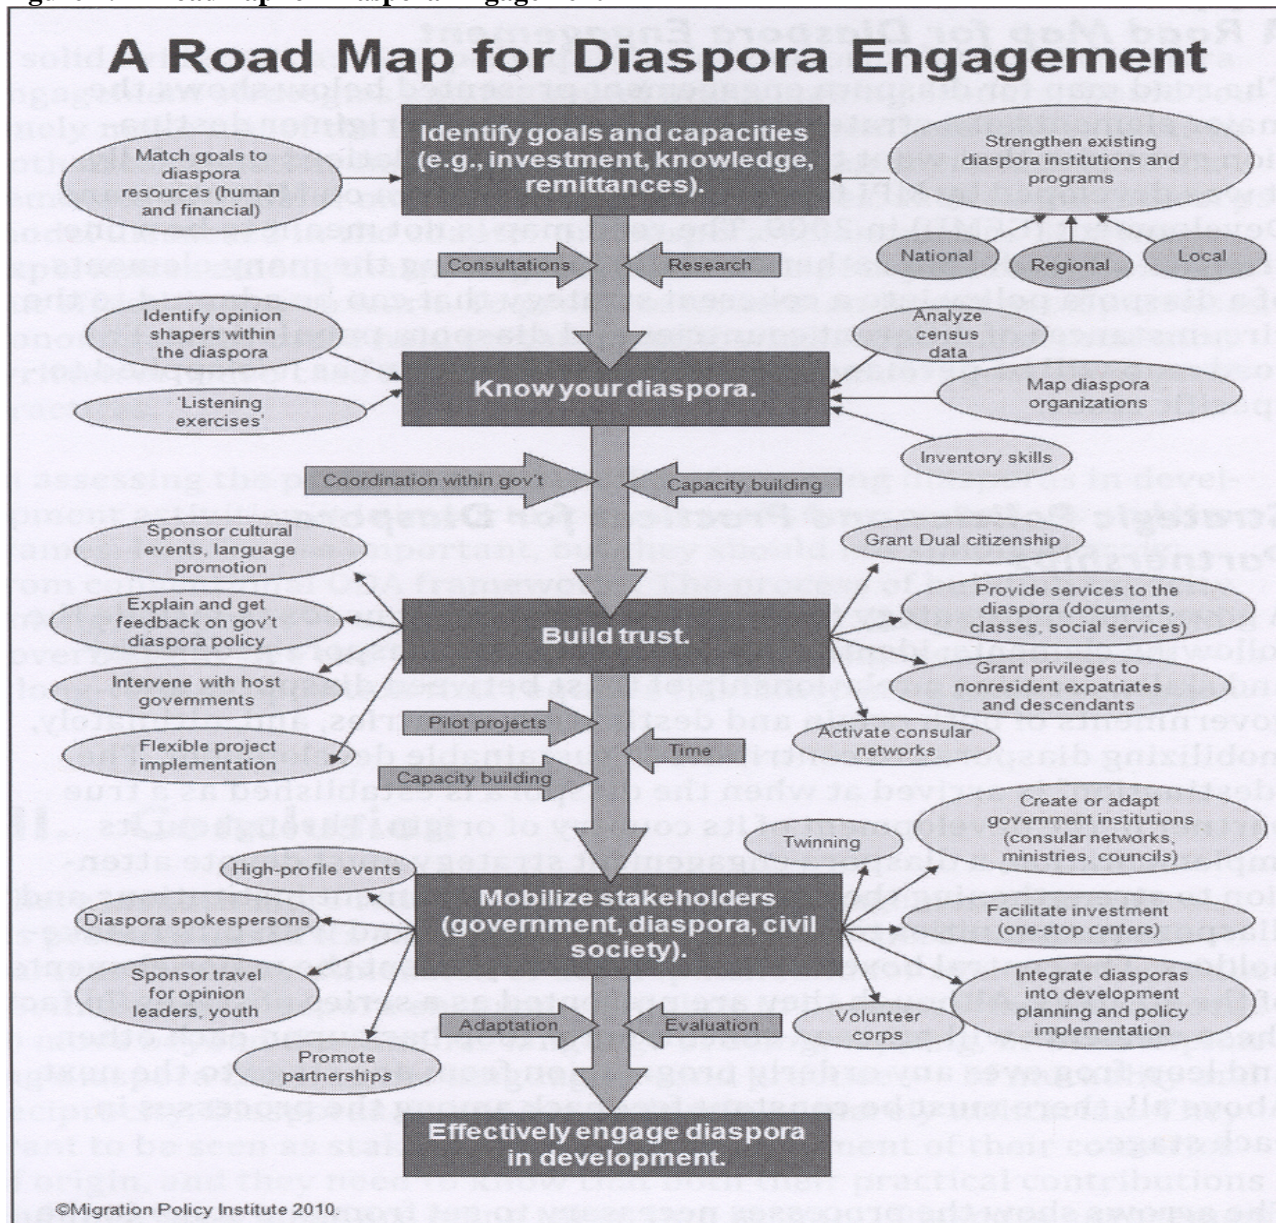 A Road Map for Diaspora Engagement
Identify goals and capacities
(e.g., investment, knowledge,
remittances).
Match goals to
diaspora
resources (human
and financial)
Strengthen existing
diaspora institutions and
programs
National
Regional
Local
Consultations
Research
Identify opinion
shapers within
the diaspora
'Listening
exercises'
Know your diaspora.
Analyze
census
data
Map diaspora
organizations
Inventory skills
Coordination within gov't
Capacity building
Sponsor cultural
events, language
promotion
Explain and get
feedback on gov't
diaspora policy
Intervene with host
governments
Flexible project
implementation
Build trust.
Grant Dual citizenship
Provide services to the
diaspora (documents,
classes, social services)
Grant privileges to
nonresident expatriates
and descendants
Activate consular
networks
Pilot projects
Time
Capacity building
High-profile events
Diaspora spokespersons
Sponsor travel
for opinion
leaders, youth
Promote
partnerships
Mobilize stakeholders
(government, diaspora, civil
society).
Twinning
Create or adapt
government institutions
(consular networks,
ministries, councils)
Facilitate investment
(one-stop centers)
Integrate diasporas
into development
planning and policy
implementation
Volunteer
corps
Adaptation
Evaluation
Effectively engage diaspora
in development.
©Migration Policy Institute 2010.